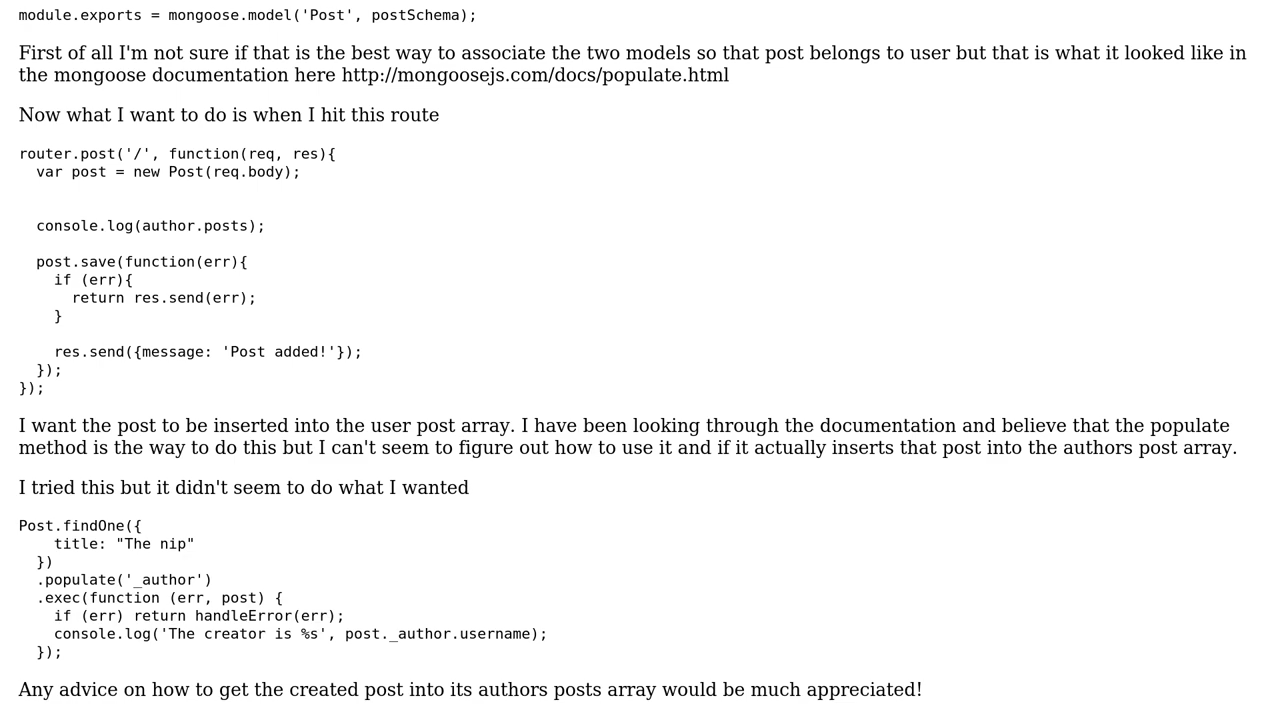 module.exports = mongoose.model('Post', postSchema);
First of all I'm not sure if that is the best way to associate the two models so that post belongs to user but that is what it looked like in
the mongoose documentation here http://mongoosejs.com/docs/populate.html
Now what I want to do is when I hit this route
router.post('/', function(req, res){
  var post = new Post(req.body);
  console.log(author.posts);
  post.save(function(err){
    if (err){
      return res.send(err);
    }
    res.send({message: 'Post added!'});
  });
});
I want the post to be inserted into the user post array. I have been looking through the documentation and believe that the populate
method is the way to do this but I can't seem to figure out how to use it and if it actually inserts that post into the authors post array.
I tried this but it didn't seem to do what I wanted
Post.findOne({
    title: "The nip"
  })
  .populate('_author')
  .exec(function (err, post) {
    if (err) return handleError(err);
    console.log('The creator is %s', post._author.username);
  });
Any advice on how to get the created post into its authors posts array would be much appreciated!